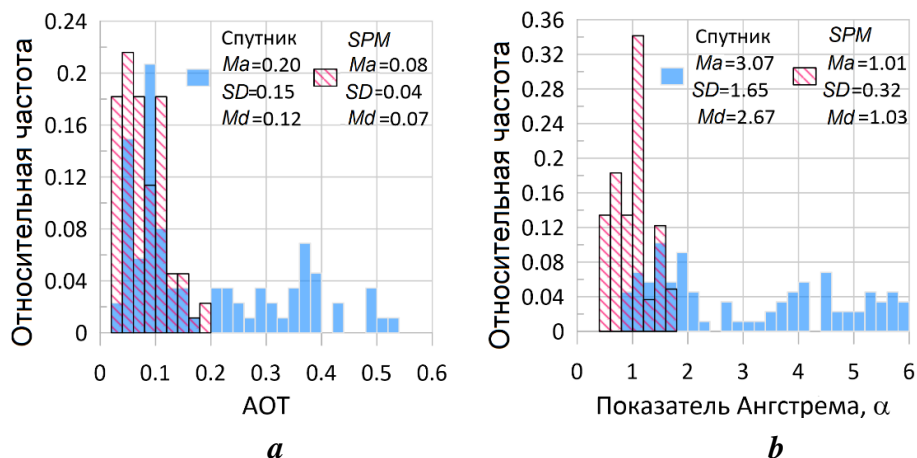 Относительная частота
0.24
0.2
0.16
0.12
0.08
0.04
0
Спутник SPM
Ma=0.20 Ma=0.08
SD=0.15 SD=0.04
Md=0.12 Md=0.07
0 0.1 0.2 0.3 0.4 0.5 0.6
АОТ
a
Относительная частота
0.36
0.32
0.28
0.24
0.2
0.16
0.12
0.08
0.04
0
Спутник SPM
Ma=3.07 Ma=1.01
SD=1.65 SD=0.32
Md=2.67 Md=1.03
0 1 2 3 4 5 6
Показатель Ангстрема, α
b